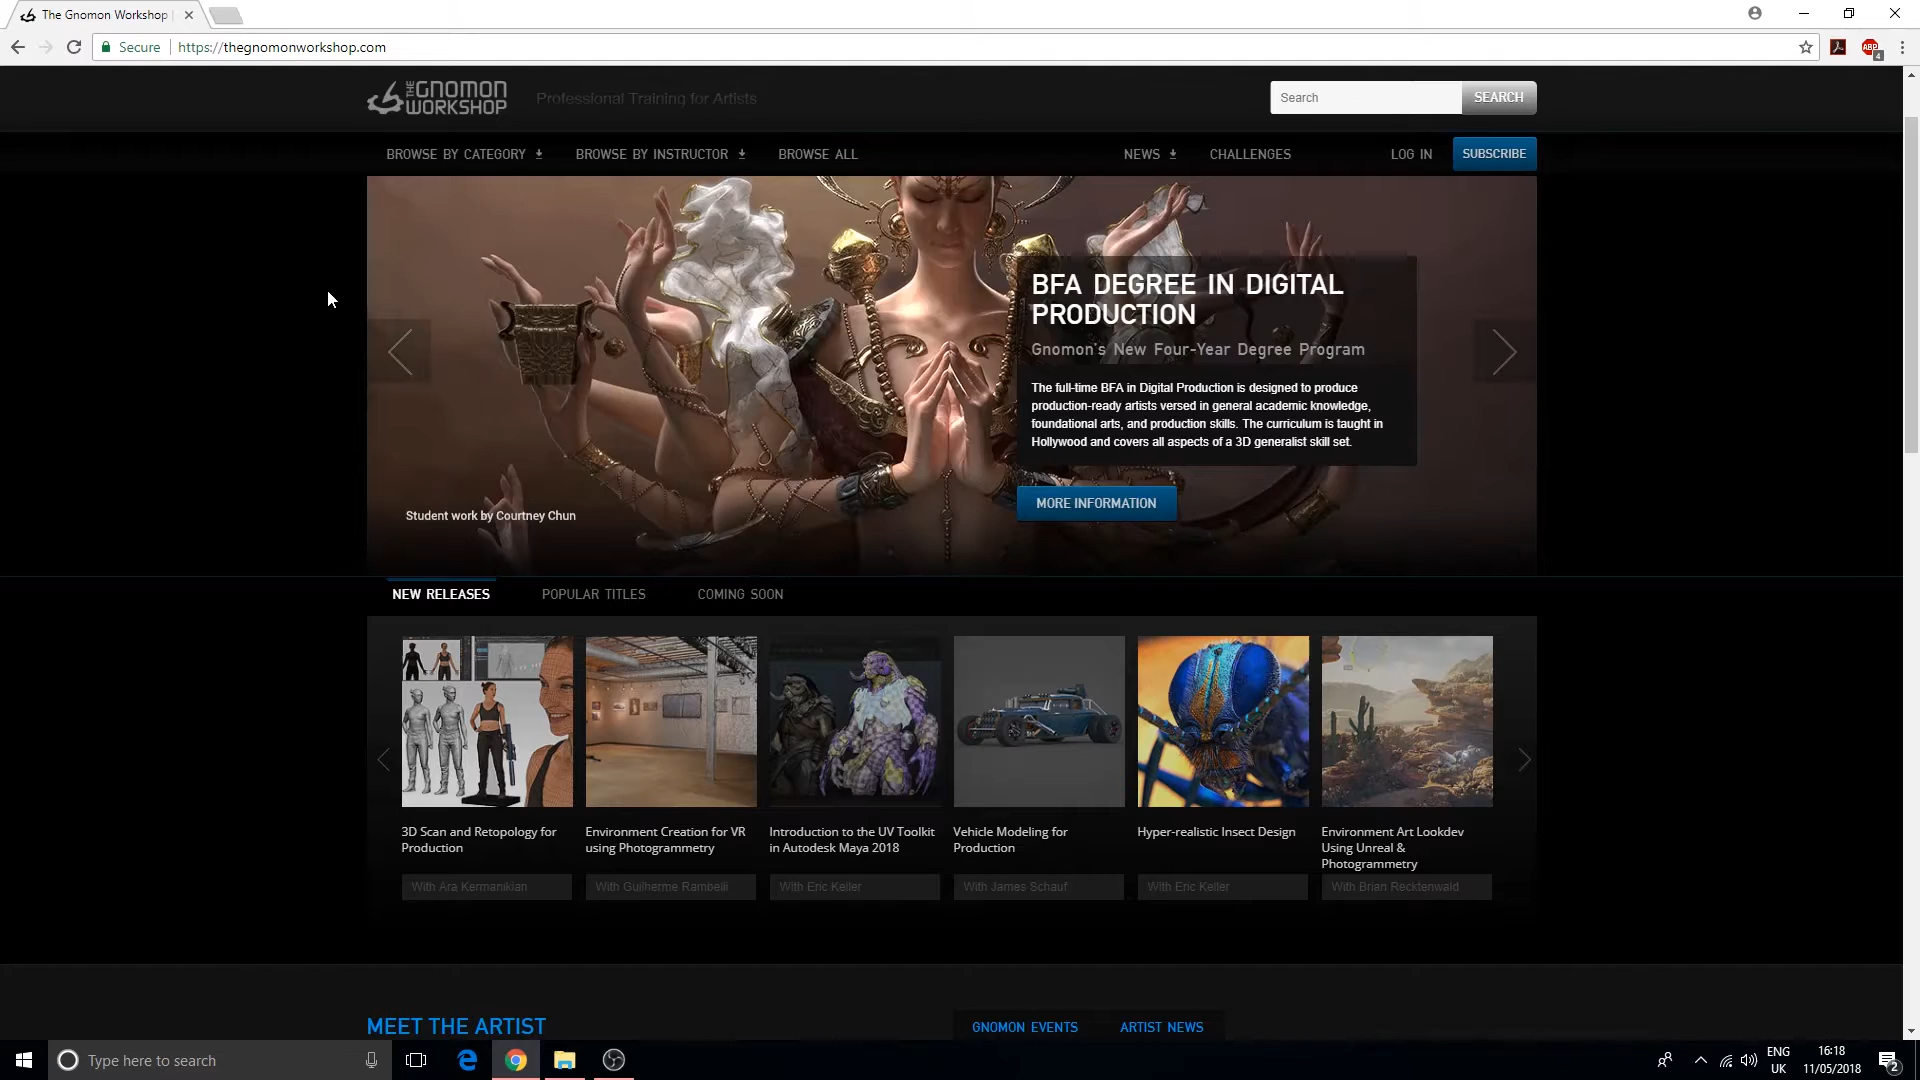 The Gnomon Workshop |
Secure
https://thegnomonworkshop.com
ABP
4
THE GNOMON WORKSHOP
Professional Training for Artists
Search
SEARCH
BROWSE BY CATEGORY
BROWSE BY INSTRUCTOR
BROWSE ALL
NEWS
CHALLENGES
LOG IN
SUBSCRIBE
BFA DEGREE IN DIGITAL
PRODUCTION
Gnomon's New Four-Year Degree Program
The full-time BFA in Digital Production is designed to produce
production-ready artists versed in general academic knowledge,
foundational arts, and production skills. The curriculum is taught in
Hollywood and covers all aspects of a 3D generalist skill set.
MORE INFORMATION
Student work by Courtney Chun
NEW RELEASES
POPULAR TITLES
COMING SOON
3D Scan and Retopology for
Production
With Ara Kermanikian
Environment Creation for VR
using Photogrammetry
With Guilherme Rambelli
Introduction to the UV Toolkit
in Autodesk Maya 2018
With Eric Keller
Vehicle Modeling for
Production
With James Schauf
Hyper-realistic Insect Design
With Eric Keller
Environment Art Lookdev
Using Unreal &
Photogrammetry
With Brian Recktenwald
MEET THE ARTIST
GNOMON EVENTS
ARTIST NEWS
Type here to search
ENG
UK
16:18
11/05/2018
2